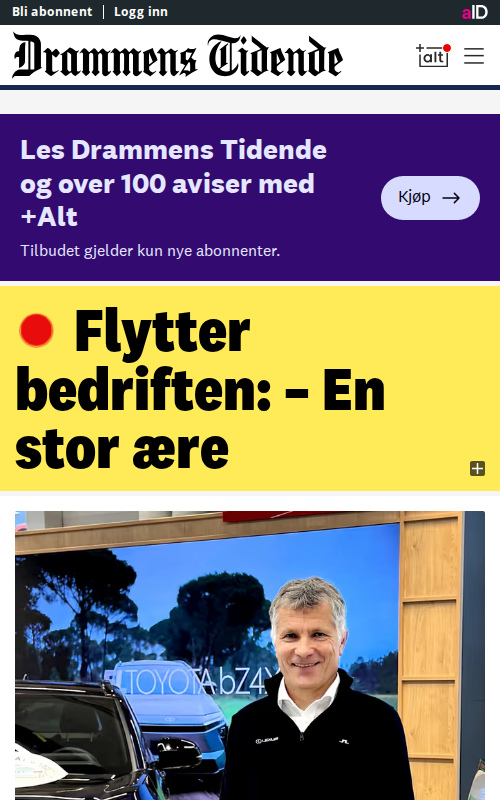 Bli abonnent | Logg inn
aID
Drammens Tidende
+alt
Les Drammens Tidende
og over 100 aviser med
+Alt
Kjøp →
Tilbudet gjelder kun nye abonnenter.
Flytter
bedriften: – En
stor ære
TOYOTA bZ4X
LEXUS